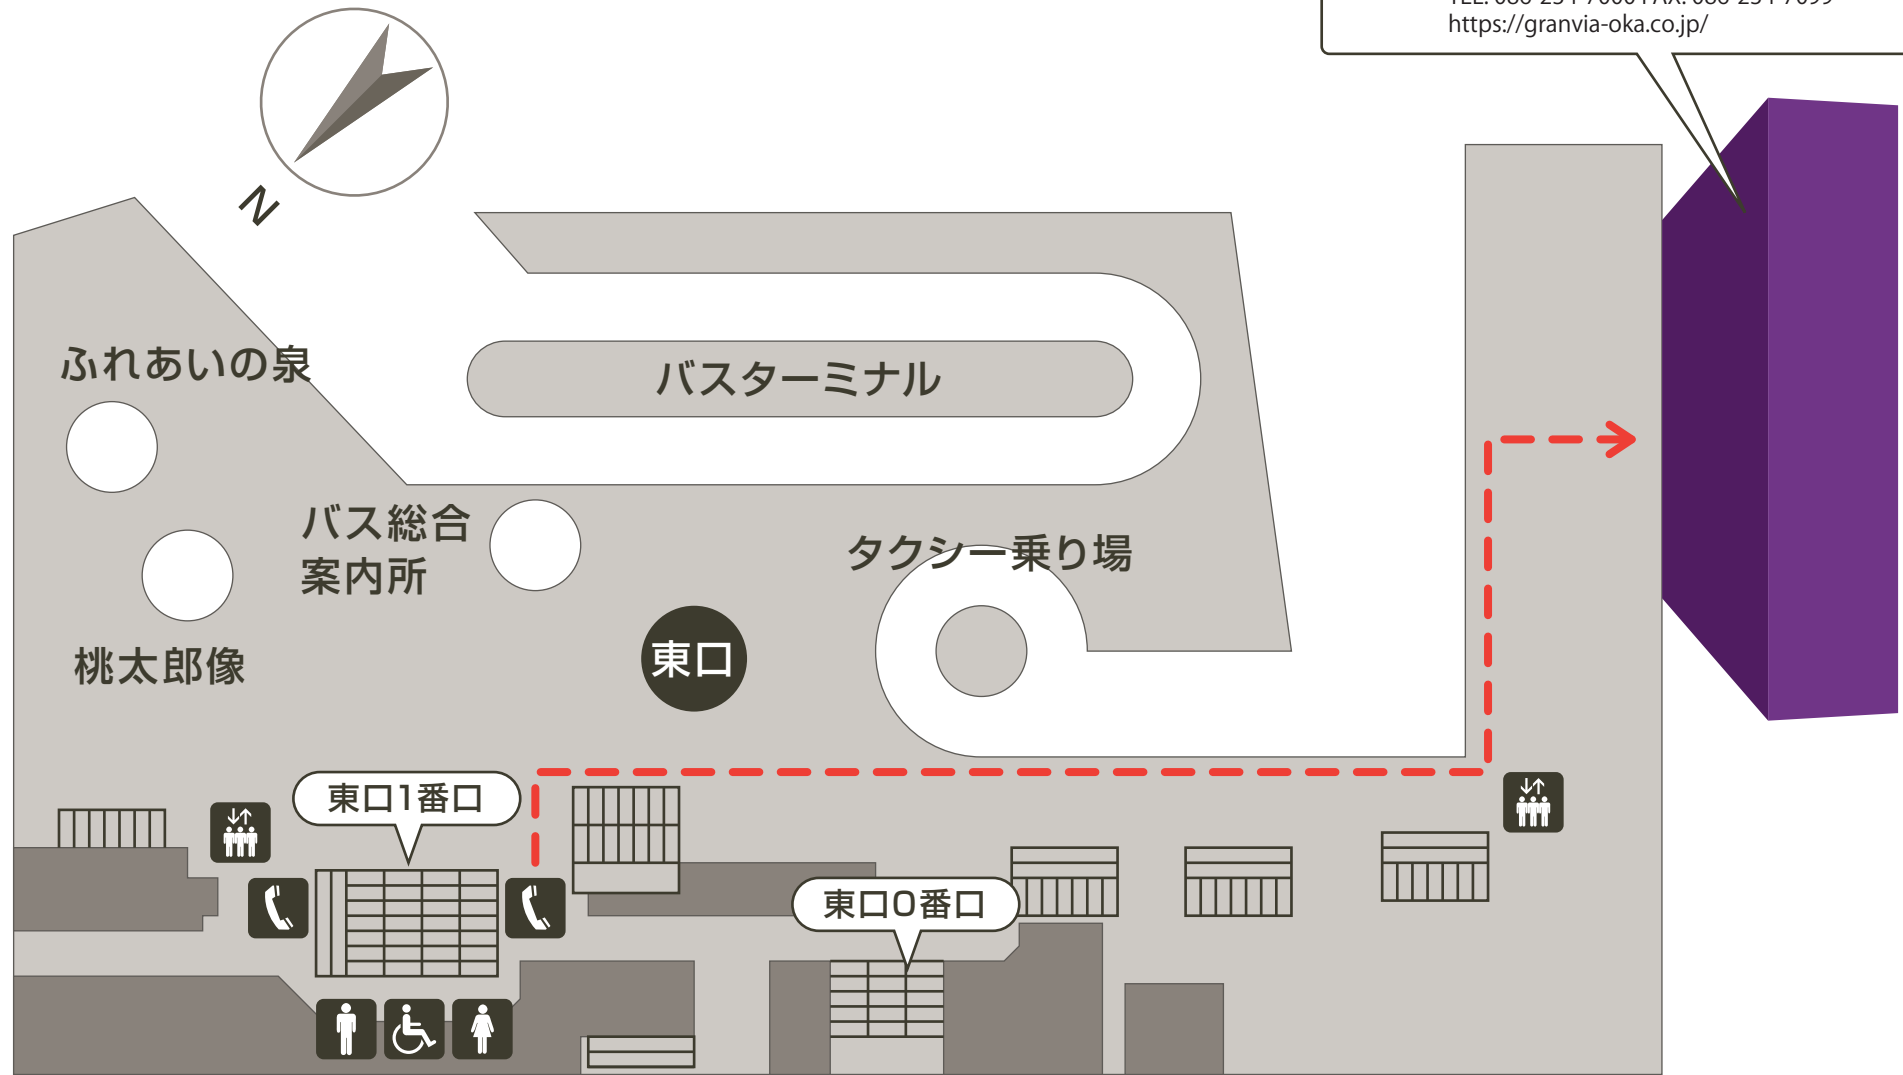 https://granvia-oka.co.jp/
N
ふれあいの泉
バスターミナル
バス総合
案内所
タクシー乗り場
桃太郎像
東口
東口1番口
東口0番口